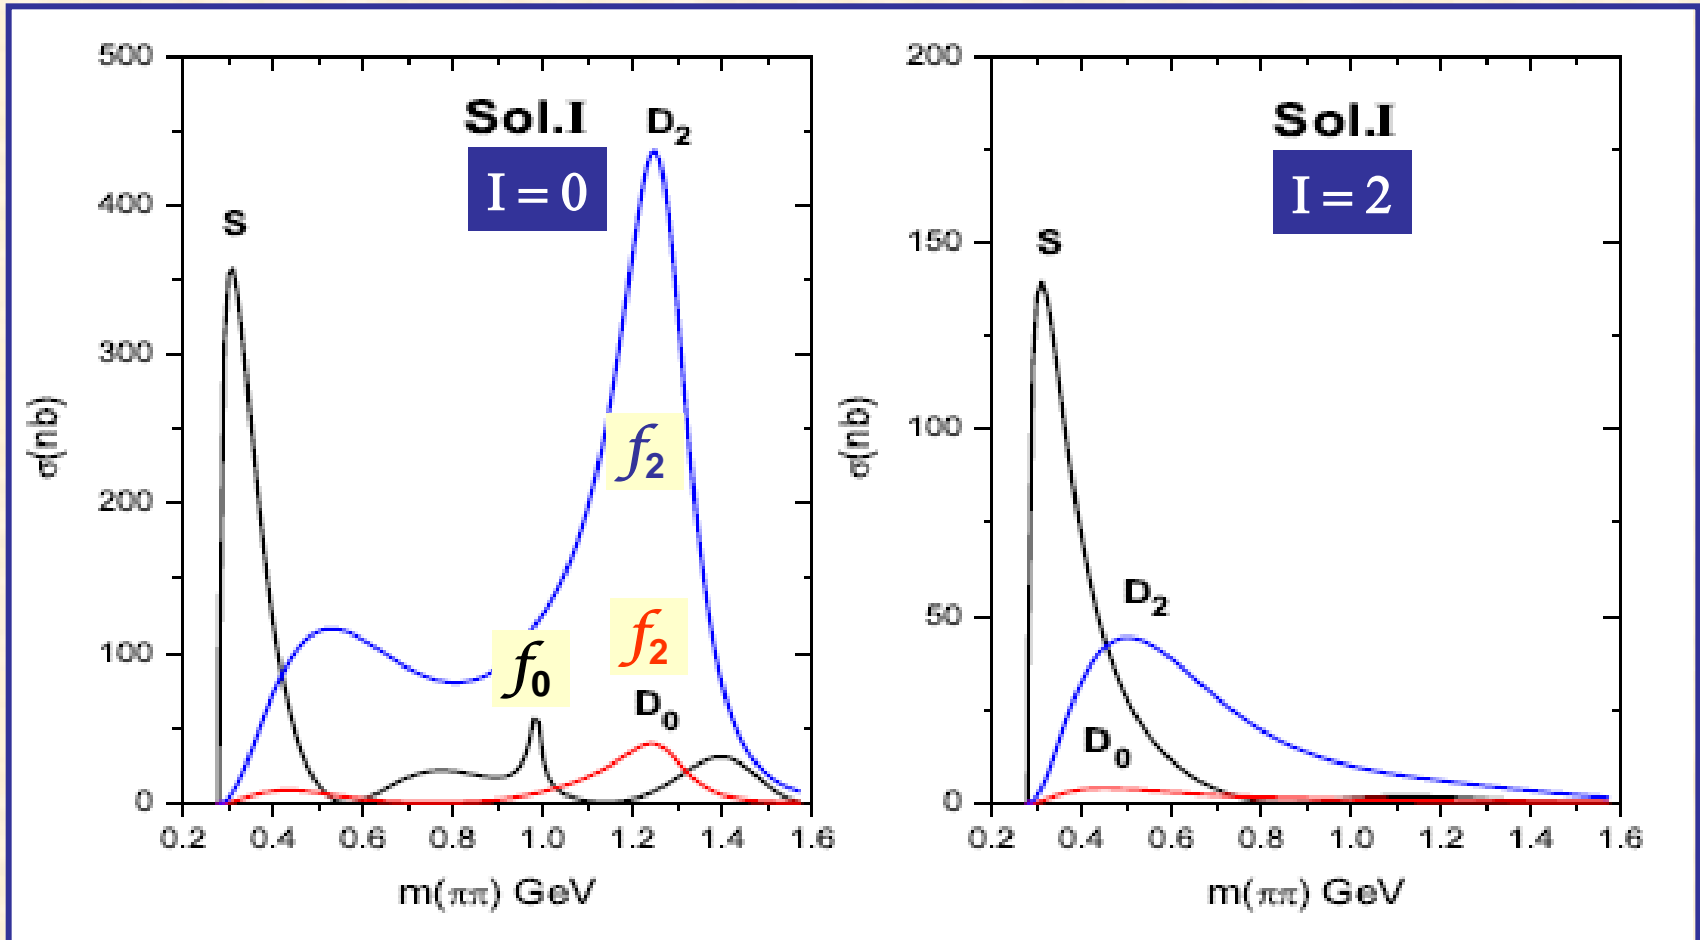 Sol.I
I = 0
S
D₂
f₂
f₂
f₀
D₀
500
400
300
200
100
0
σ(nb)
0.2 0.4 0.6 0.8 1.0 1.2 1.4 1.6
m(ππ) GeV
Sol.I
I = 2
S
D₂
D₀
200
150
100
50
0
σ(nb)
0.2 0.4 0.6 0.8 1.0 1.2 1.4 1.6
m(ππ) GeV